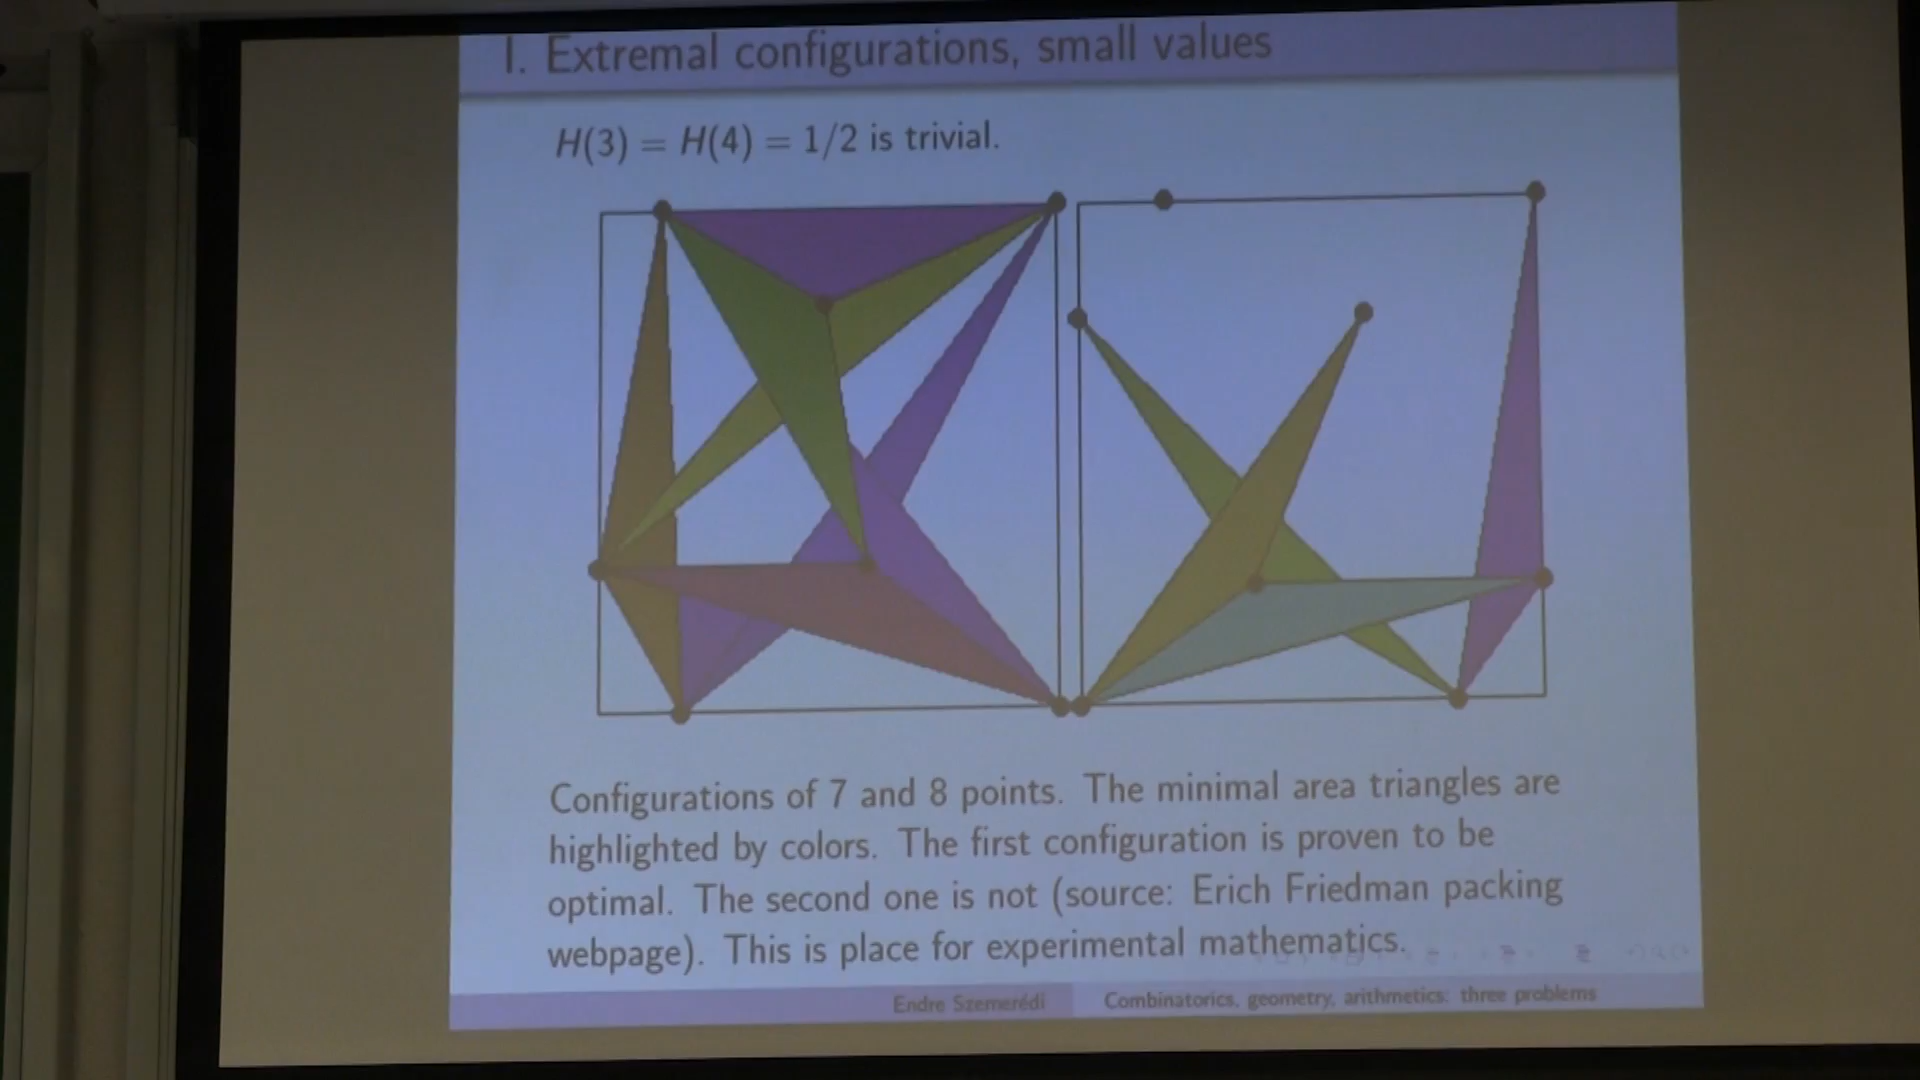 I. Extremal configurations, small values
H(3) = H(4) = 1/2 is trivial.
Configurations of 7 and 8 points. The minimal area triangles are
highlighted by colors. The first configuration is proven to be
optimal. The second one is not (source: Erich Friedman packing
webpage). This is place for experimental mathematics.
Endre Szemerédi Combinatorics, geometry, arithmetics: three problems